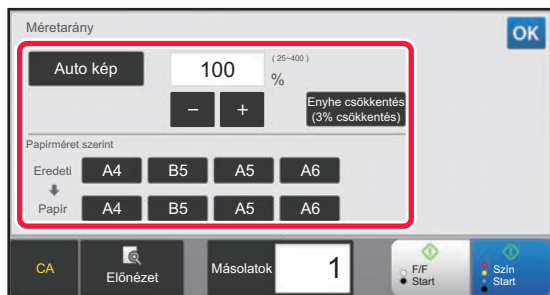 Méretarány
OK
Auto kép
100
(25~400)
%
− +
Enyhe csökkentés
(3% csökkentés)
Papírméret szerint
Eredeti A4 B5 A5 A6
Papír A4 B5 A5 A6
CA
Előnézet
Másolatok 1
F/F
Start
Szín
Start